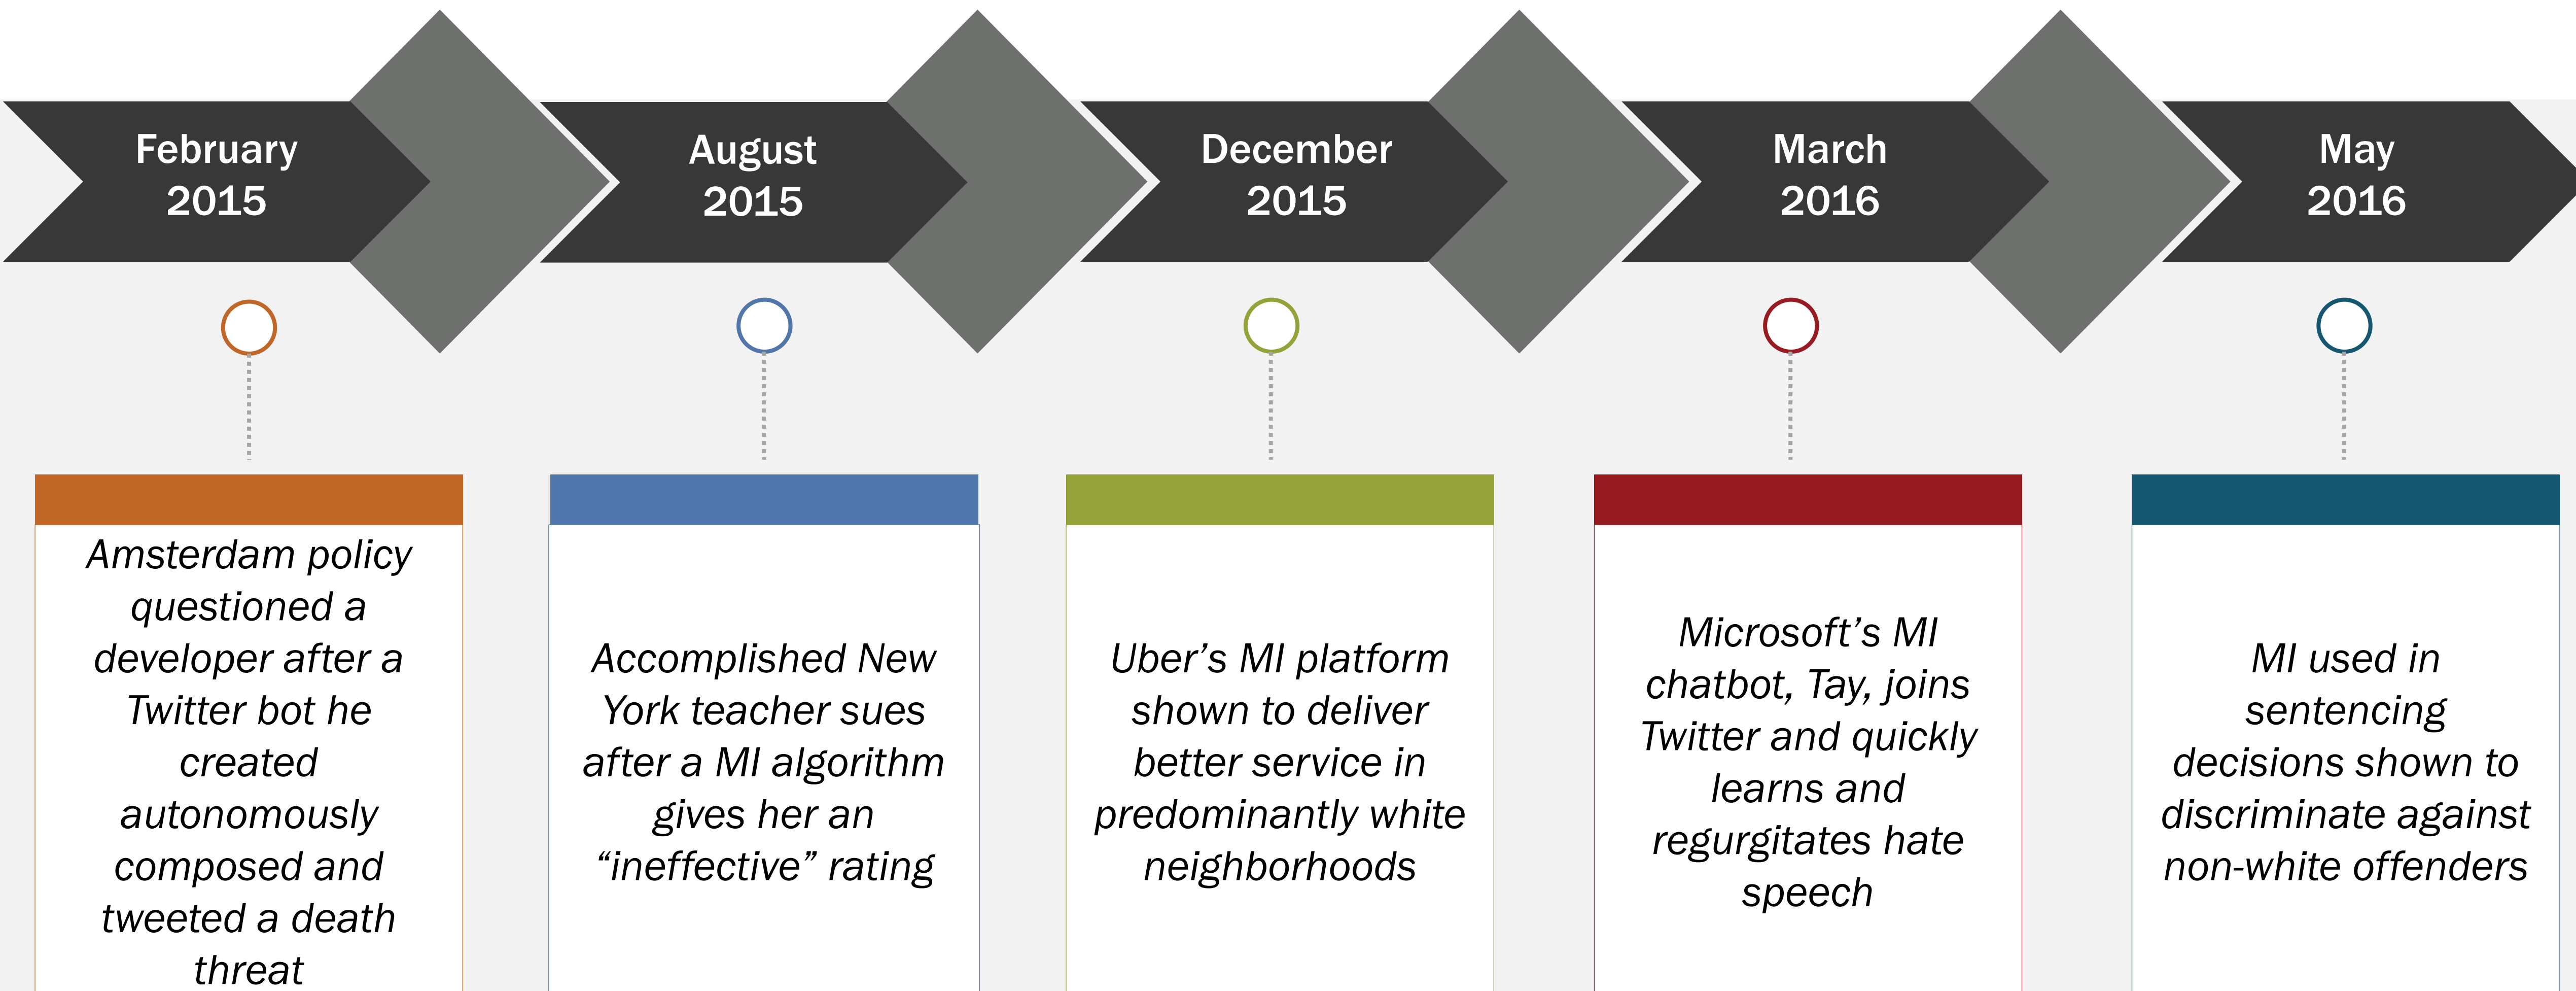 February
2015
August
2015
December
2015
March
2016
May
2016
Amsterdam policy
questioned a
developer after a
Twitter bot he
created
autonomously
composed and
tweeted a death
threat
Accomplished New
York teacher sues
after a MI algorithm
gives her an
“ineffective” rating
Uber’s MI platform
shown to deliver
better service in
predominantly white
neighborhoods
Microsoft’s MI
chatbot, Tay, joins
Twitter and quickly
learns and
regurgitates hate
speech
MI used in
sentencing
decisions shown to
discriminate against
non-white offenders